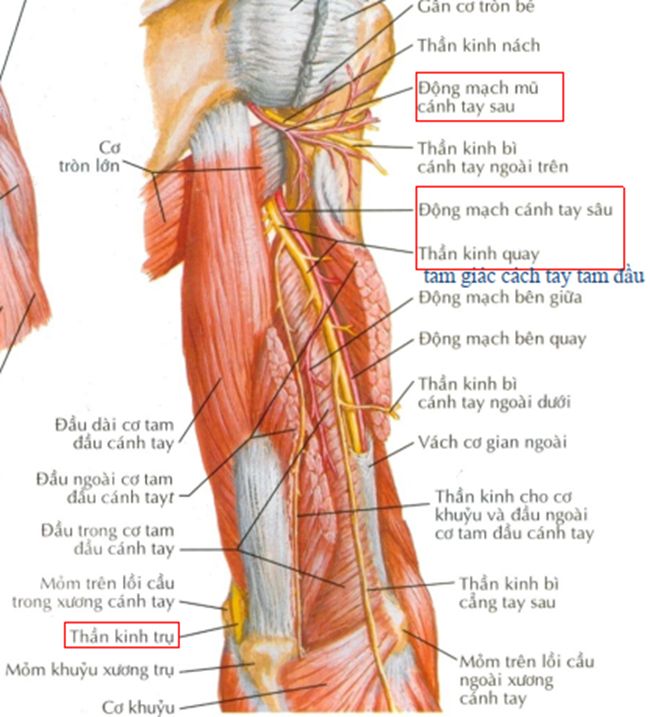 Gân cơ tròn bé
Thần kinh nách
Động mạch mũ
cánh tay sau
Cơ
tròn lớn
Thần kinh bì
cánh tay ngoài trên
Động mạch cánh tay sâu
Thần kinh quay
tam giác cách tay tam đầu
Động mạch bên giữa
Động mạch bên quay
Thần kinh bì
cánh tay ngoài dưới
Đầu dài cơ tam
đầu cánh tay
Vách cơ gian ngoài
Đầu ngoài cơ tam
đầu cánh tayr
Thần kinh cho cơ
khuỷu và đầu ngoài
cơ tam đầu cánh tay
Đầu trong cơ tam
đầu cánh tay
Mỏm trên lồi cầu
trong xương cánh tay
Thần kinh bì
cẳng tay sau
Thần kinh trụ
Mỏm khuỷu xương trụ
Mỏm trên lồi cầu
ngoài xương
cánh tay
Cơ khuỷu